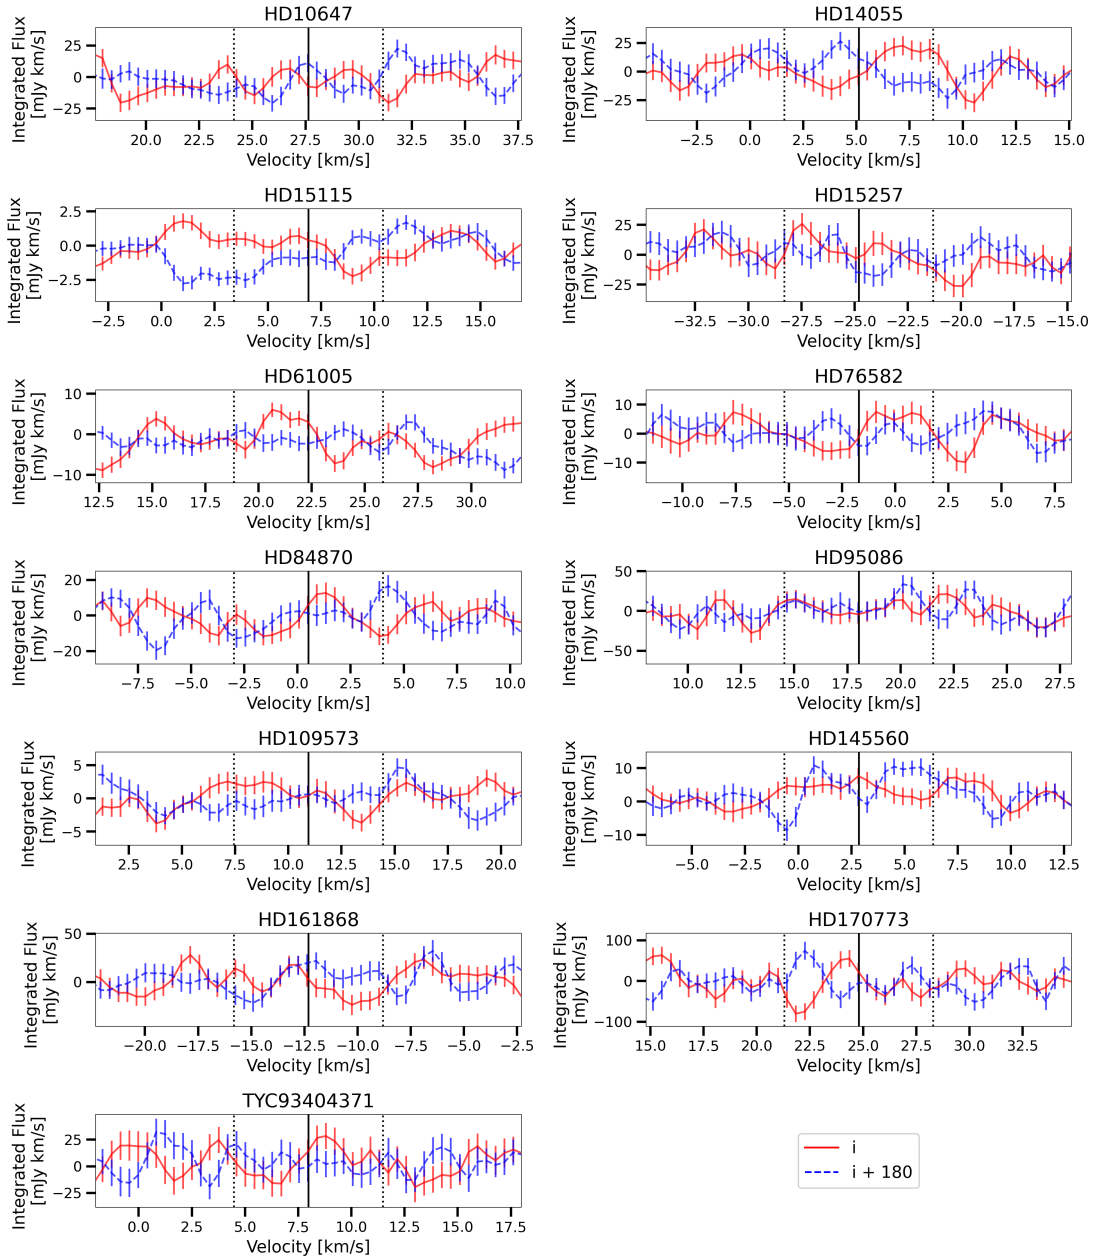 HD10647
Integrated Flux
[mJy km/s]
25
0
−25
20.0 22.5 25.0 27.5 30.0 32.5 35.0 37.5
Velocity [km/s]
HD14055
Integrated Flux
[mJy km/s]
25
0
−25
−2.5 0.0 2.5 5.0 7.5 10.0 12.5 15.0
Velocity [km/s]
HD15115
Integrated Flux
[mJy km/s]
2.5
0.0
−2.5
−2.5 0.0 2.5 5.0 7.5 10.0 12.5 15.0
Velocity [km/s]
HD15257
Integrated Flux
[mJy km/s]
25
0
−25
−32.5 −30.0 −27.5 −25.0 −22.5 −20.0 −17.5 −15.0
Velocity [km/s]
HD61005
Integrated Flux
[mJy km/s]
10
0
−10
12.5 15.0 17.5 20.0 22.5 25.0 27.5 30.0
Velocity [km/s]
HD76582
Integrated Flux
[mJy km/s]
10
0
−10
−10.0 −7.5 −5.0 −2.5 0.0 2.5 5.0 7.5
Velocity [km/s]
HD84870
Integrated Flux
[mJy km/s]
20
0
−20
−7.5 −5.0 −2.5 0.0 2.5 5.0 7.5 10.0
Velocity [km/s]
HD95086
Integrated Flux
[mJy km/s]
50
0
−50
10.0 12.5 15.0 17.5 20.0 22.5 25.0 27.5
Velocity [km/s]
HD109573
Integrated Flux
[mJy km/s]
5
0
−5
2.5 5.0 7.5 10.0 12.5 15.0 17.5 20.0
Velocity [km/s]
HD145560
Integrated Flux
[mJy km/s]
10
0
−10
−5.0 −2.5 0.0 2.5 5.0 7.5 10.0 12.5
Velocity [km/s]
HD161868
Integrated Flux
[mJy km/s]
50
0
−20.0 −17.5 −15.0 −12.5 −10.0 −7.5 −5.0 −2.5
Velocity [km/s]
HD170773
Integrated Flux
[mJy km/s]
100
0
−100
15.0 17.5 20.0 22.5 25.0 27.5 30.0 32.5
Velocity [km/s]
TYC93404371
Integrated Flux
[mJy km/s]
25
0
−25
0.0 2.5 5.0 7.5 10.0 12.5 15.0 17.5
Velocity [km/s]
i
i + 180